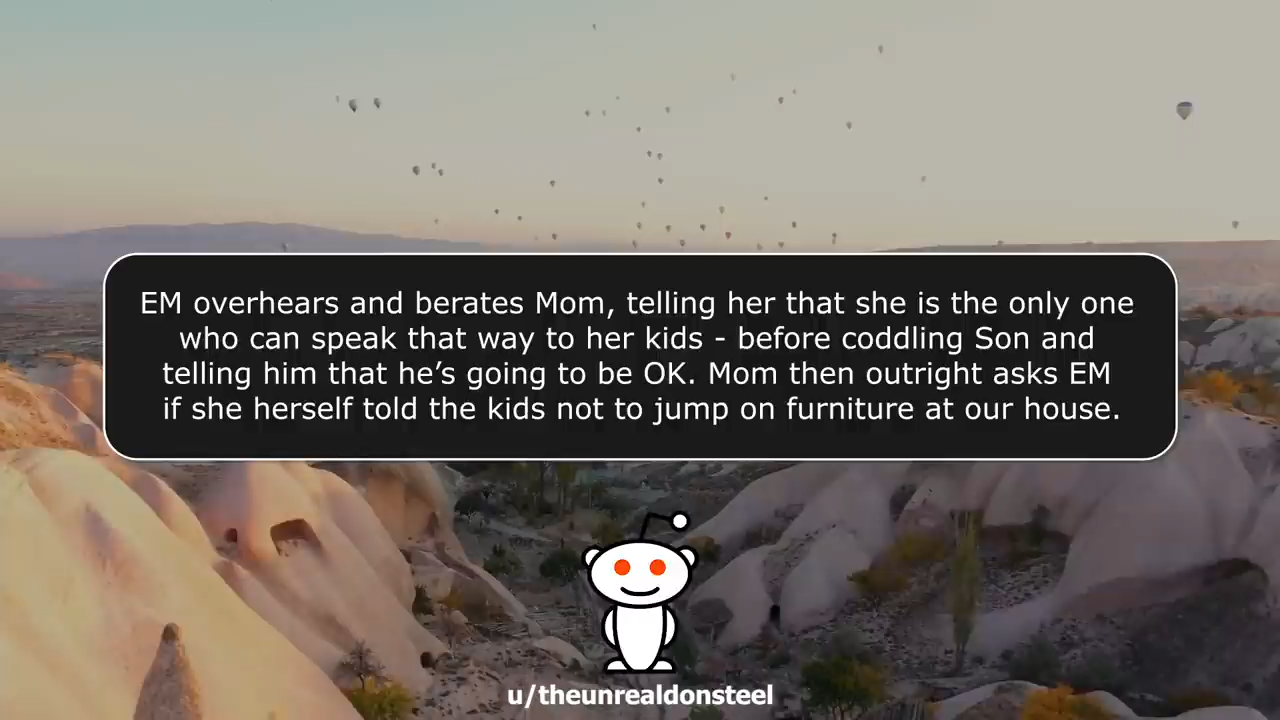 EM overhears and berates Mom, telling her that she is the only one
who can speak that way to her kids - before coddling Son and
telling him that he’s going to be OK. Mom then outright asks EM
if she herself told the kids not to jump on furniture at our house.
u/theunrealdonsteel